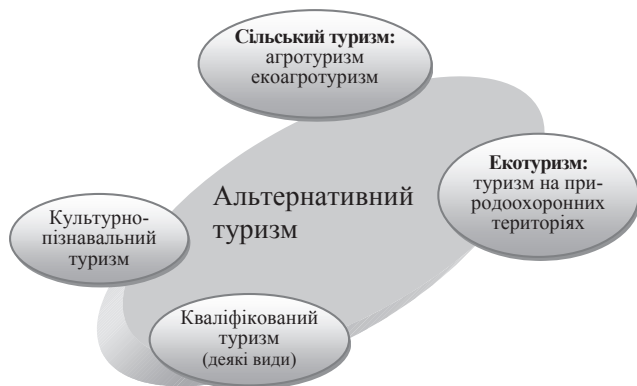 Сільський туризм:
агротуризм
екоагротуризм
Екотуризм:
туризм на при-
родоохоронних
територіях
Альтернативний
туризм
Культурно-
пізнавальний
туризм
Кваліфікований
туризм
(деякі види)